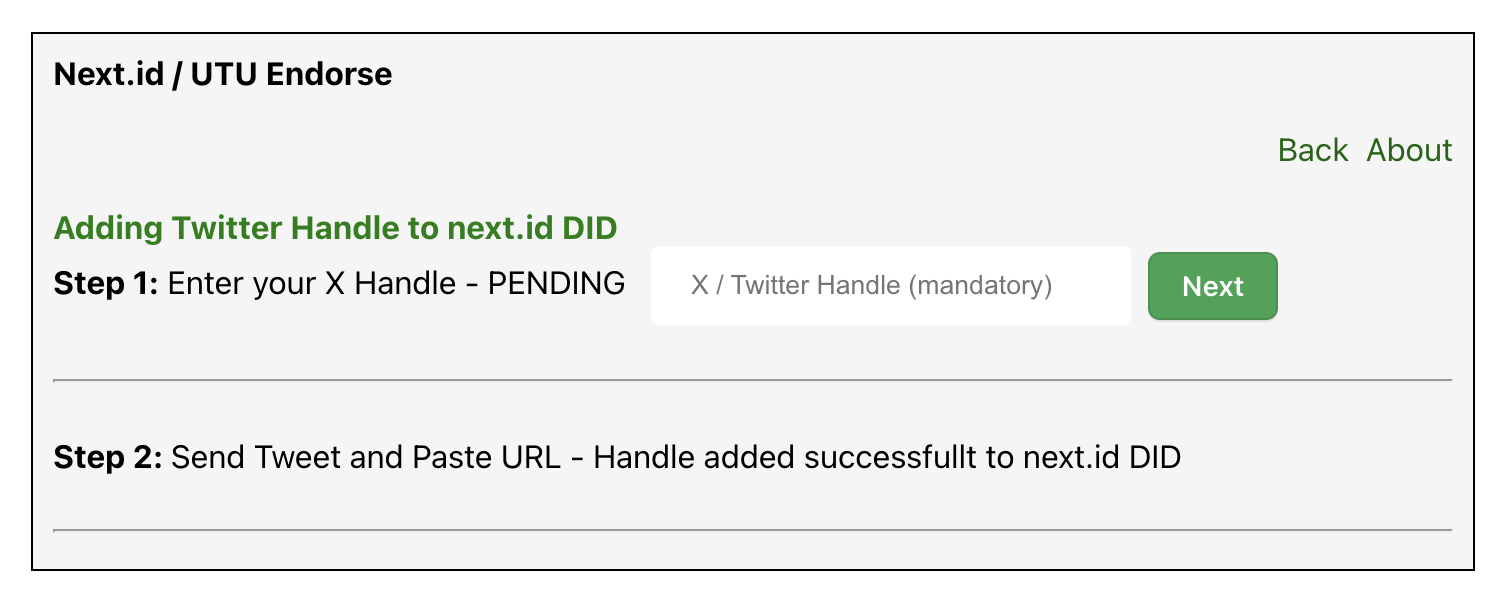 Next.id / UTU Endorse
Back About
Adding Twitter Handle to next.id DID
Step 1: Enter your X Handle - PENDING X / Twitter Handle (mandatory) Next
Step 2: Send Tweet and Paste URL - Handle added successfullt to next.id DID